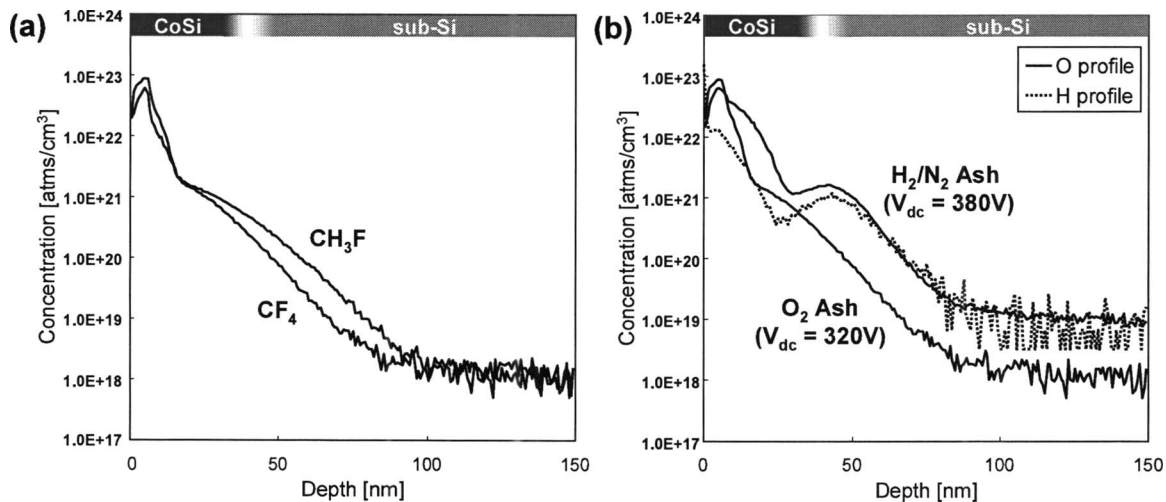 (a)
CoSi
sub-Si
1.0E+24
1.0E+23
1.0E+22
1.0E+21
1.0E+20
1.0E+19
1.0E+18
1.0E+17
Concentration [atms/cm³]
CH₃F
CF₄
0
50
100
150
Depth [nm]
(b)
CoSi
sub-Si
O profile
H profile
1.0E+24
1.0E+23
1.0E+22
1.0E+21
1.0E+20
1.0E+19
1.0E+18
1.0E+17
Concentration [atms/cm³]
H₂/N₂ Ash
(V_dc = 380V)
O₂ Ash
(V_dc = 320V)
0
50
100
150
Depth [nm]